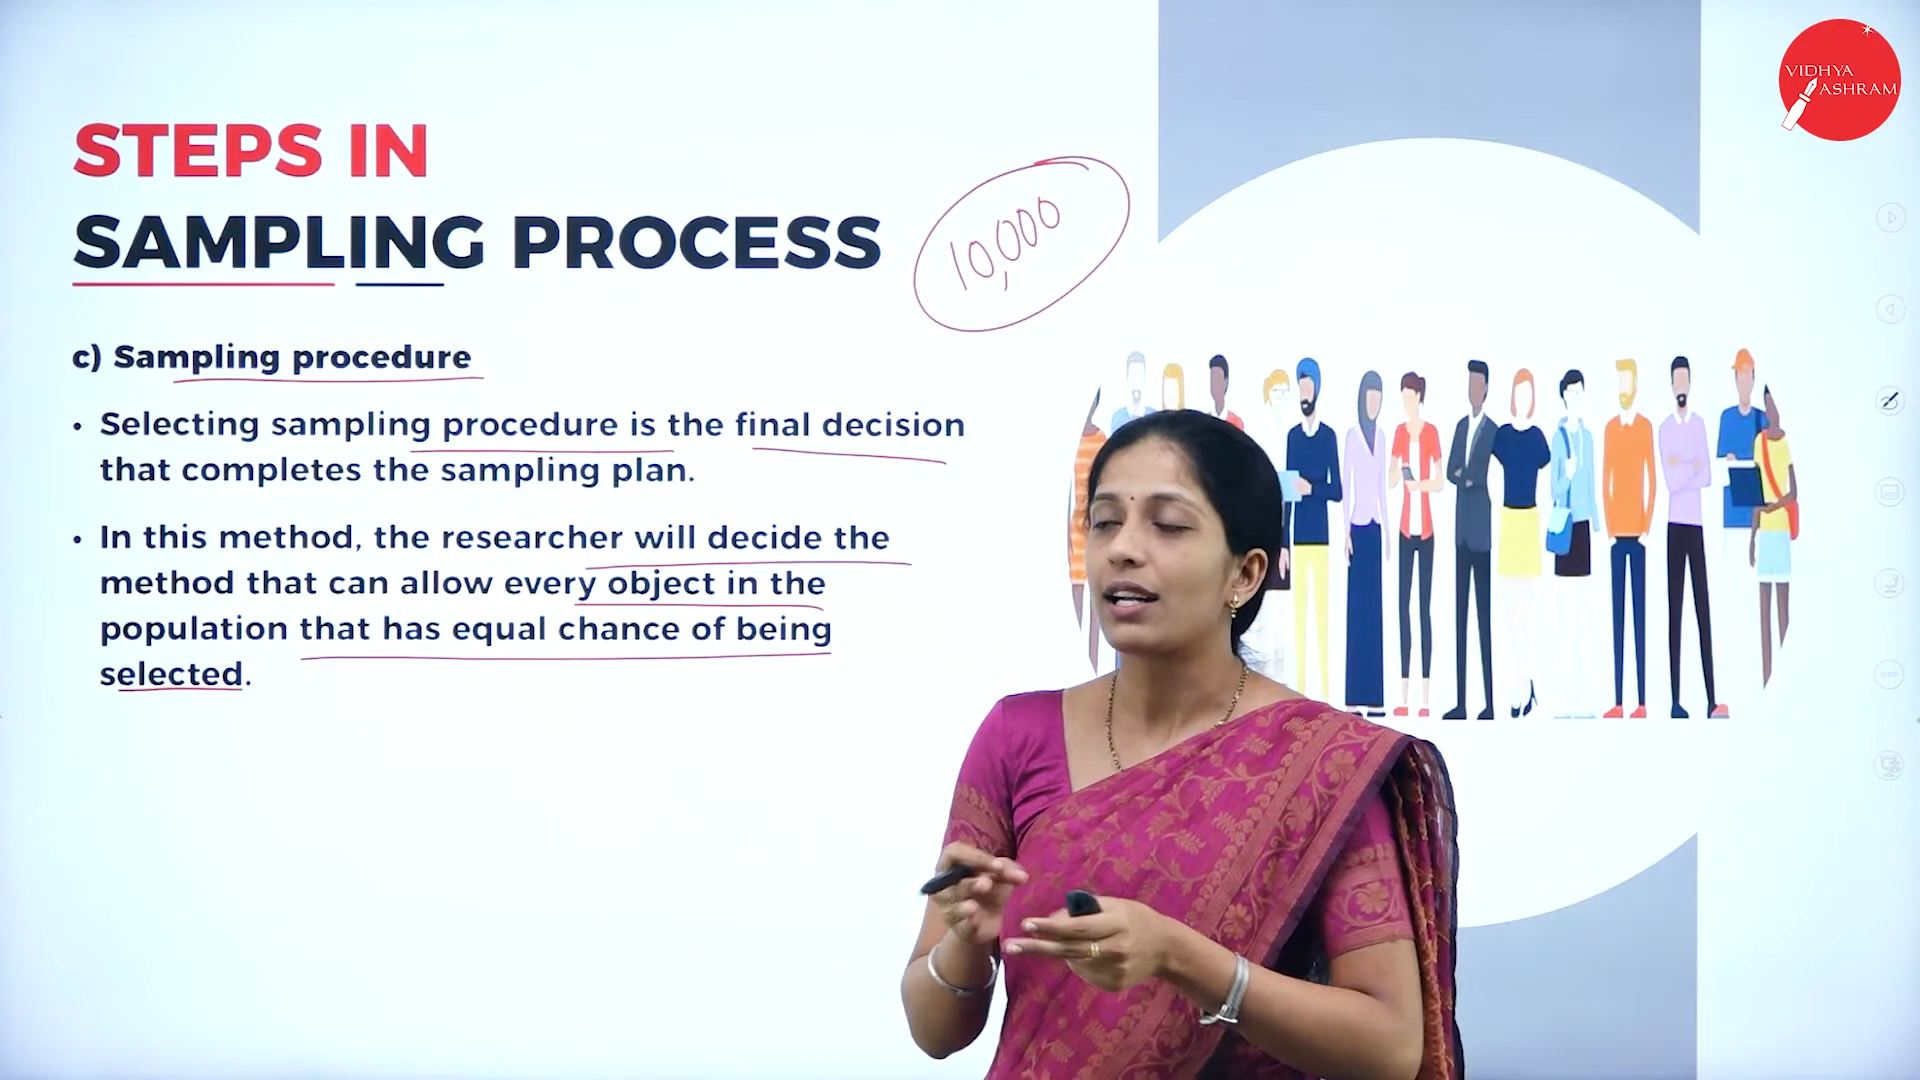 VIDHYA
ASHRAM
STEPS IN
SAMPLING PROCESS
10,000
c) Sampling procedure
• Selecting sampling procedure is the final decision
that completes the sampling plan.
• In this method, the researcher will decide the
method that can allow every object in the
population that has equal chance of being
selected.